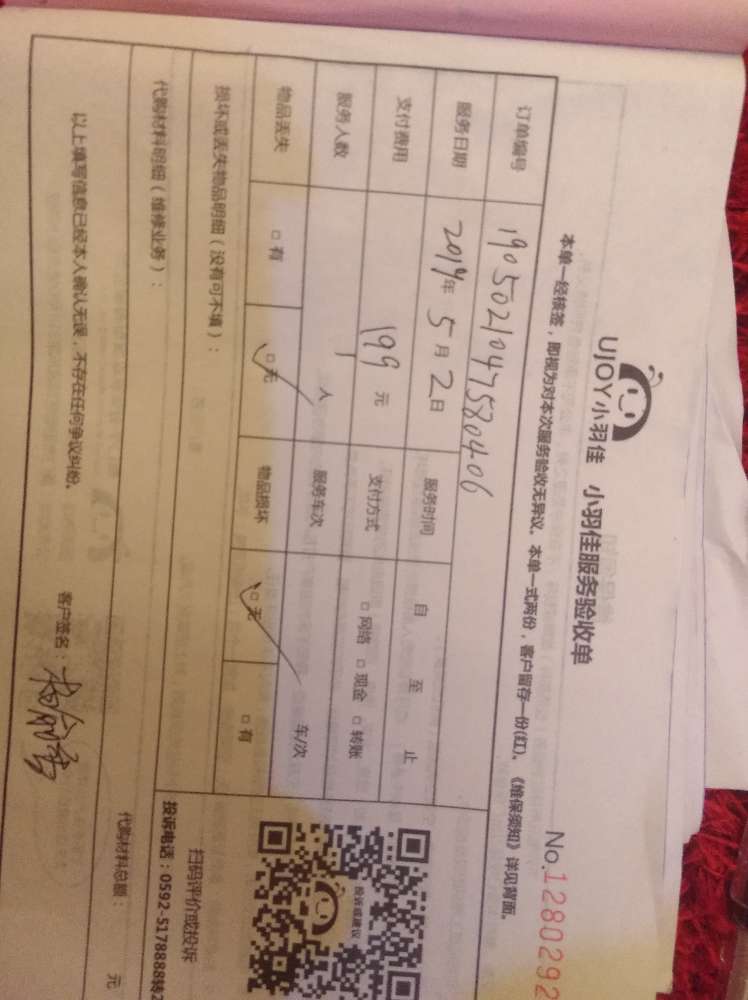 UJOY小羽佳 小羽佳服务验收单
No.1280292
本单一经核签，即视为对本次服务验收无异议。本单一式两份，客户留存一份(红)。《维保须知》详见背面。
订单编号 1905021047580406
服务日期 2019年 5月2日 服务时间 自 至 止
支付费用 199元 支付方式 □网络 □现金 □转账
服务人数 1人 服务车次 车/次
物品丢失 □有 □无 物品损坏 □无 □有
损坏或丢失物品明细（没有可不填）：
投诉或建议
扫码评价或投诉
投诉电话：0592-5178888转2
代购材料明细（维修业务）：
代购材料总额： 元
以上填写信息已经本人确认无误，不存在任何争议纠纷。
客户签名：